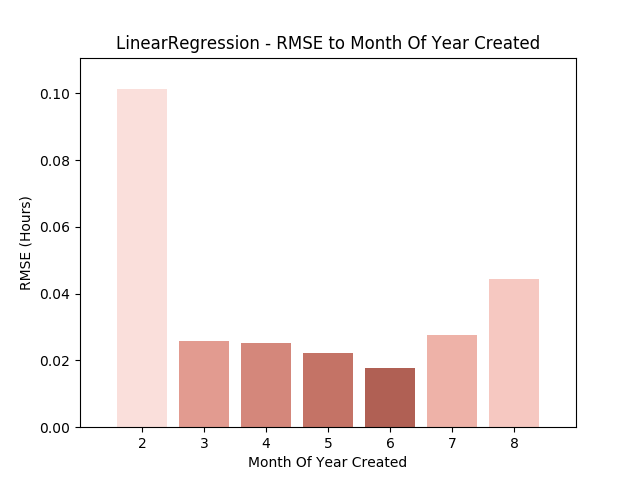 LinearRegression - RMSE to Month Of Year Created
0.10
0.08
0.06
0.04
0.02
0.00
RMSE (Hours)
2 3 4 5 6 7 8
Month Of Year Created